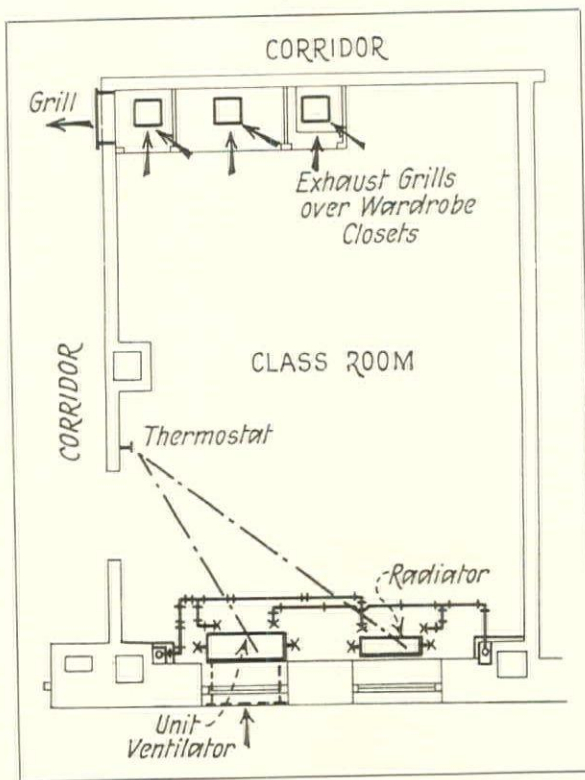 CORRIDOR
Grill
Exhaust Grills
over Wardrobe
Closets
CLASS ROOM
CORRIDOR
Thermostat
Radiator
Unit
Ventilator